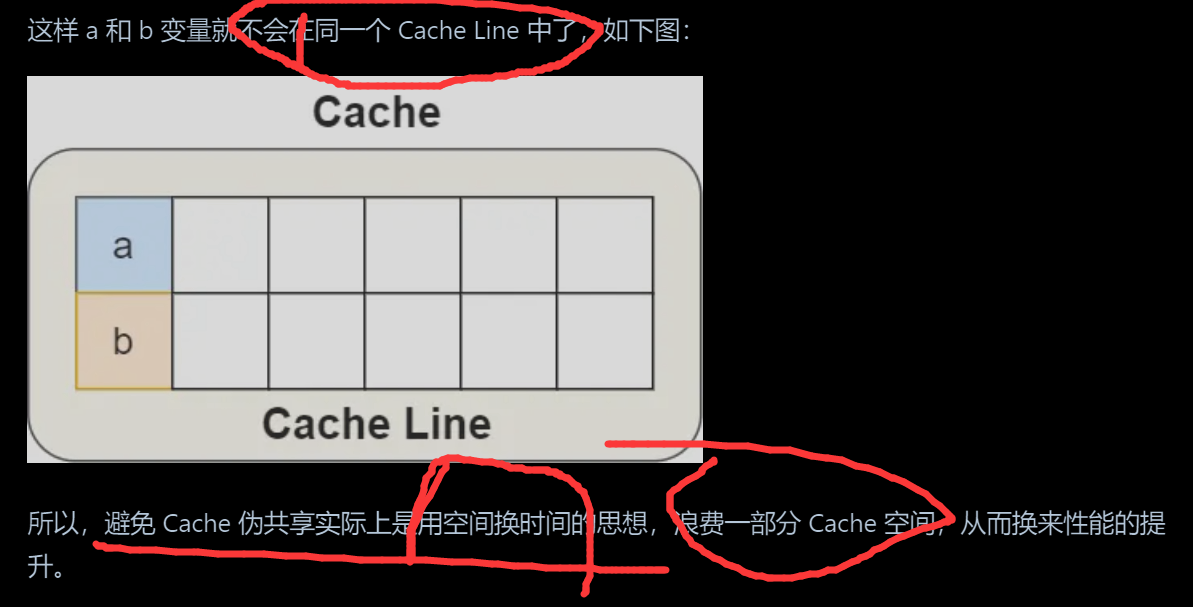 这样 a 和 b 变量就不会在同一个 Cache Line 中了，如下图：
Cache
a
b
Cache Line
所以，避免 Cache 伪共享实际上是用空间换时间的思想，浪费一部分 Cache 空间，从而换来性能的提
升。